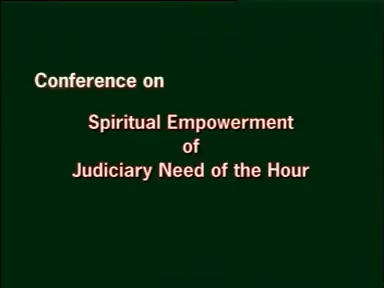 Conference on
Spiritual Empowerment
of
Judiciary Need of the Hour